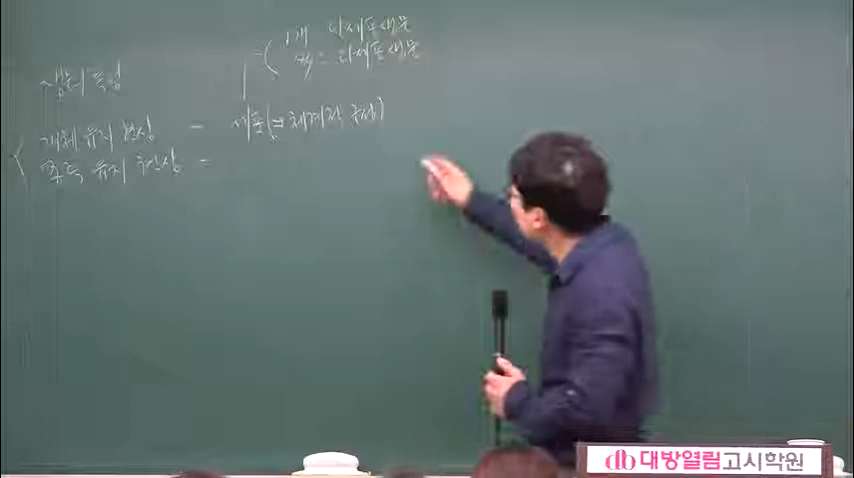 1개 단세포생물
多 = 다세포생물
생물의 특성
개체 유지 현상 - 세포(⇒체계적 구성)
종족 유지 현상 =
대방열림고시학원